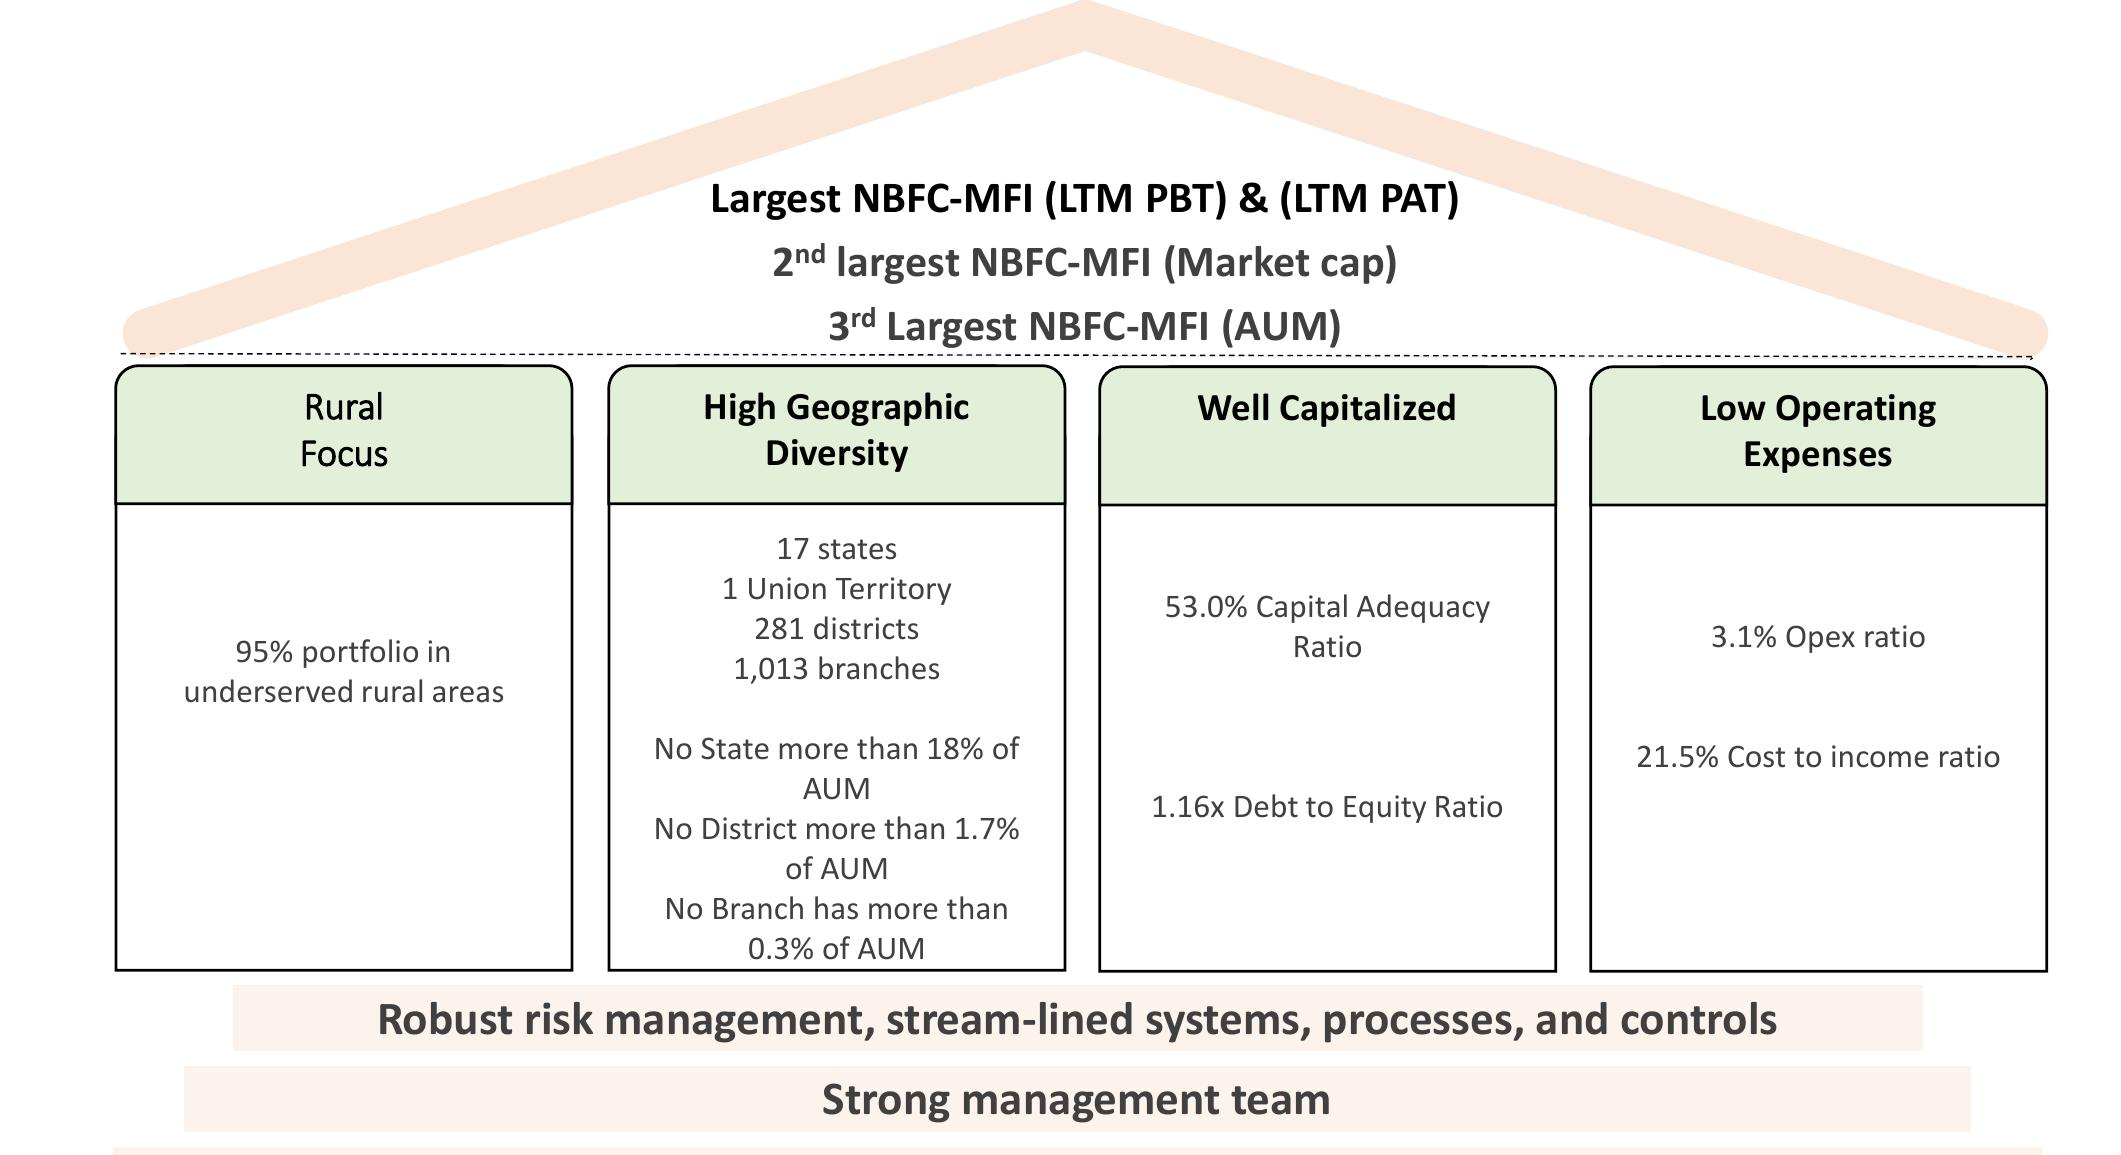 Largest NBFC-MFI (LTM PBT) & (LTM PAT)
2nd largest NBFC-MFI (Market cap)
3rd Largest NBFC-MFI (AUM)
Rural
Focus
95% portfolio in
underserved rural areas
High Geographic
Diversity
17 states
1 Union Territory
281 districts
1,013 branches
No State more than 18% of
AUM
No District more than 1.7%
of AUM
No Branch has more than
0.3% of AUM
Well Capitalized
53.0% Capital Adequacy
Ratio
1.16x Debt to Equity Ratio
Low Operating
Expenses
3.1% Opex ratio
21.5% Cost to income ratio
Robust risk management, stream-lined systems, processes, and controls
Strong management team